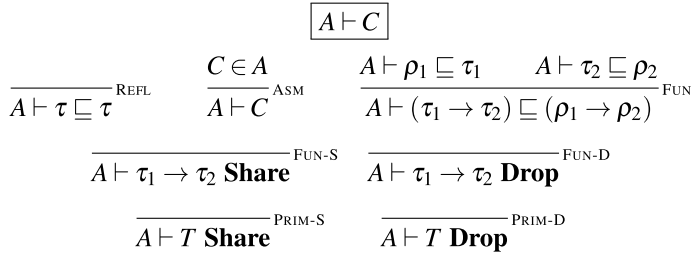 A ⊢ C
C ∈ A A ⊢ ρ₁ ⊑ τ₁ A ⊢ τ₂ ⊑ ρ₂
A ⊢ τ ⊑ τ REFL A ⊢ C ASM A ⊢ (τ₁ → τ₂) ⊑ (ρ₁ → ρ₂) FUN
A ⊢ τ₁ → τ₂ Share FUN-S A ⊢ τ₁ → τ₂ Drop FUN-D
A ⊢ T Share PRIM-S A ⊢ T Drop PRIM-D